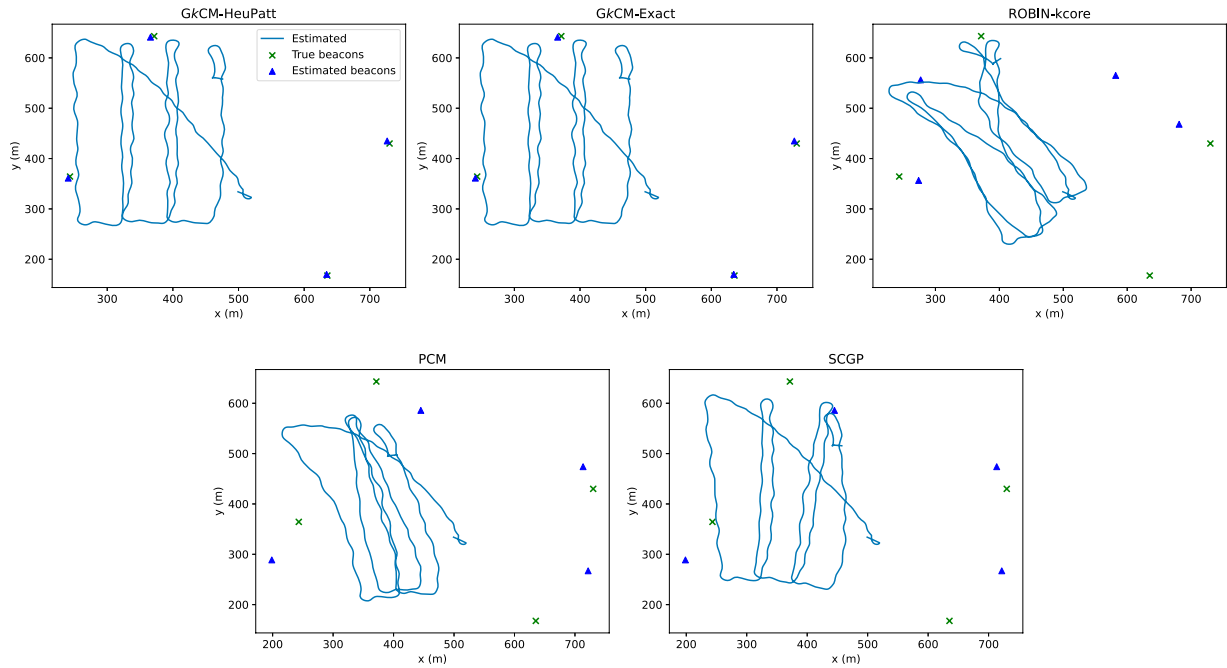 GkCM-HeuPatt
GkCM-Exact
ROBIN-kcore
Estimated
True beacons
Estimated beacons
y (m)
600
500
400
300
200
300 400 500 600 700
x (m)
y (m)
600
500
400
300
200
300 400 500 600 700
x (m)
y (m)
600
500
400
300
200
300 400 500 600 700
x (m)
PCM
SCGP
y (m)
600
500
400
300
200
200 300 400 500 600 700
x (m)
y (m)
600
500
400
300
200
200 300 400 500 600 700
x (m)